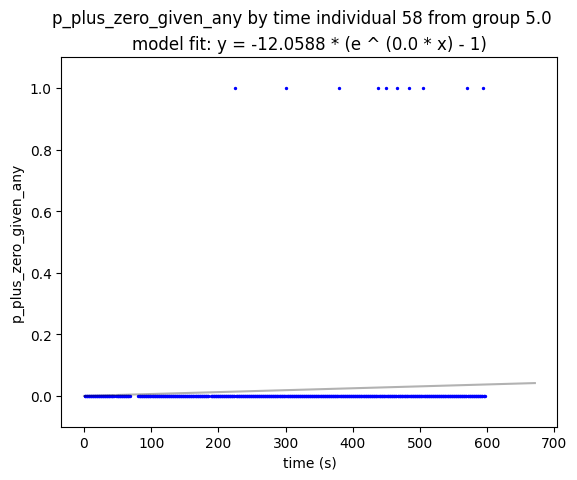 p_plus_zero_given_any by time individual 58 from group 5.0
model fit: y = -12.0588 * (e ^ (0.0 * x) - 1)
p_plus_zero_given_any
1.0
0.8
0.6
0.4
0.2
0.0
0 100 200 300 400 500 600 700
time (s)